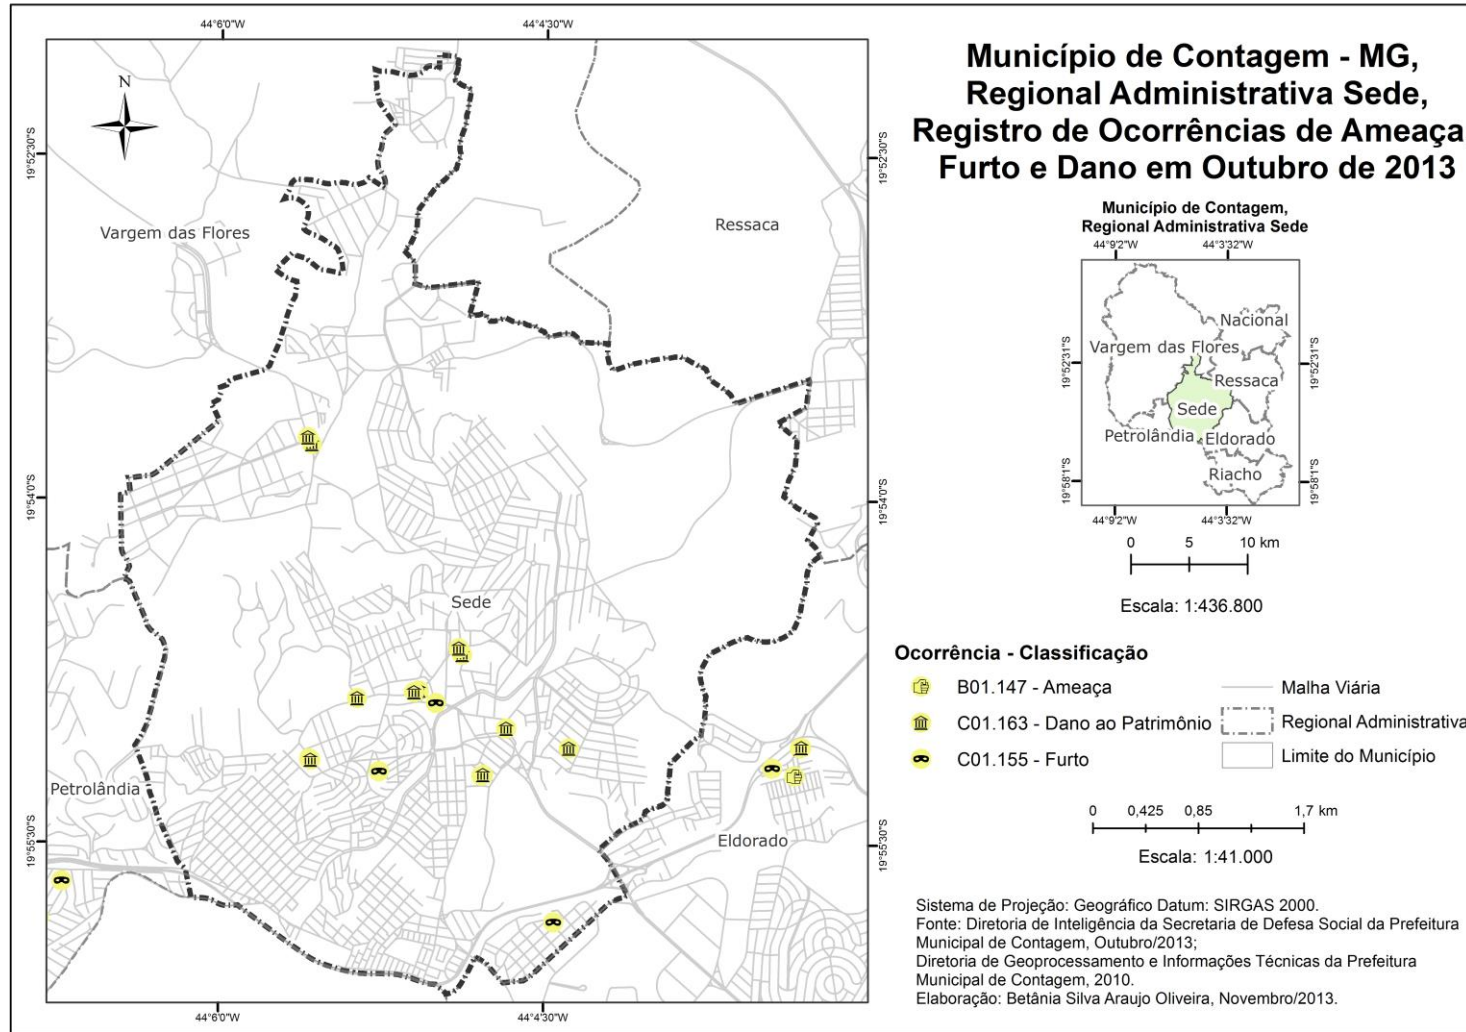 44°6'0"W
44°4'30"W
N
19°52'30"S
19°52'30"S
Vargem das Flores
Ressaca
19°54'0"S
19°54'0"S
Sede
Petrolândia
Eldorado
19°55'30"S
19°55'30"S
44°6'0"W
44°4'30"W
Município de Contagem - MG,
Regional Administrativa Sede,
Registro de Ocorrências de Ameaça
Furto e Dano em Outubro de 2013
Município de Contagem,
Regional Administrativa Sede
44°9'2"W
44°3'32"W
19°52'31"S
19°52'31"S
Nacional
Vargem das Flores
Ressaca
Sede
Petrolândia
Eldorado
Riacho
19°58'1"S
19°58'1"S
44°9'2"W
44°3'32"W
0 5 10 km
Escala: 1:436.800
Ocorrência - Classificação
B01.147 - Ameaça
C01.163 - Dano ao Patrimônio
C01.155 - Furto
Malha Viária
Regional Administrativa
Limite do Município
0 0,425 0,85 1,7 km
Escala: 1:41.000
Sistema de Projeção: Geográfico Datum: SIRGAS 2000.
Fonte: Diretoria de Inteligência da Secretaria de Defesa Social da Prefeitura
Municipal de Contagem, Outubro/2013;
Diretoria de Geoprocessamento e Informações Técnicas da Prefeitura
Municipal de Contagem, 2010.
Elaboração: Betânia Silva Araujo Oliveira, Novembro/2013.